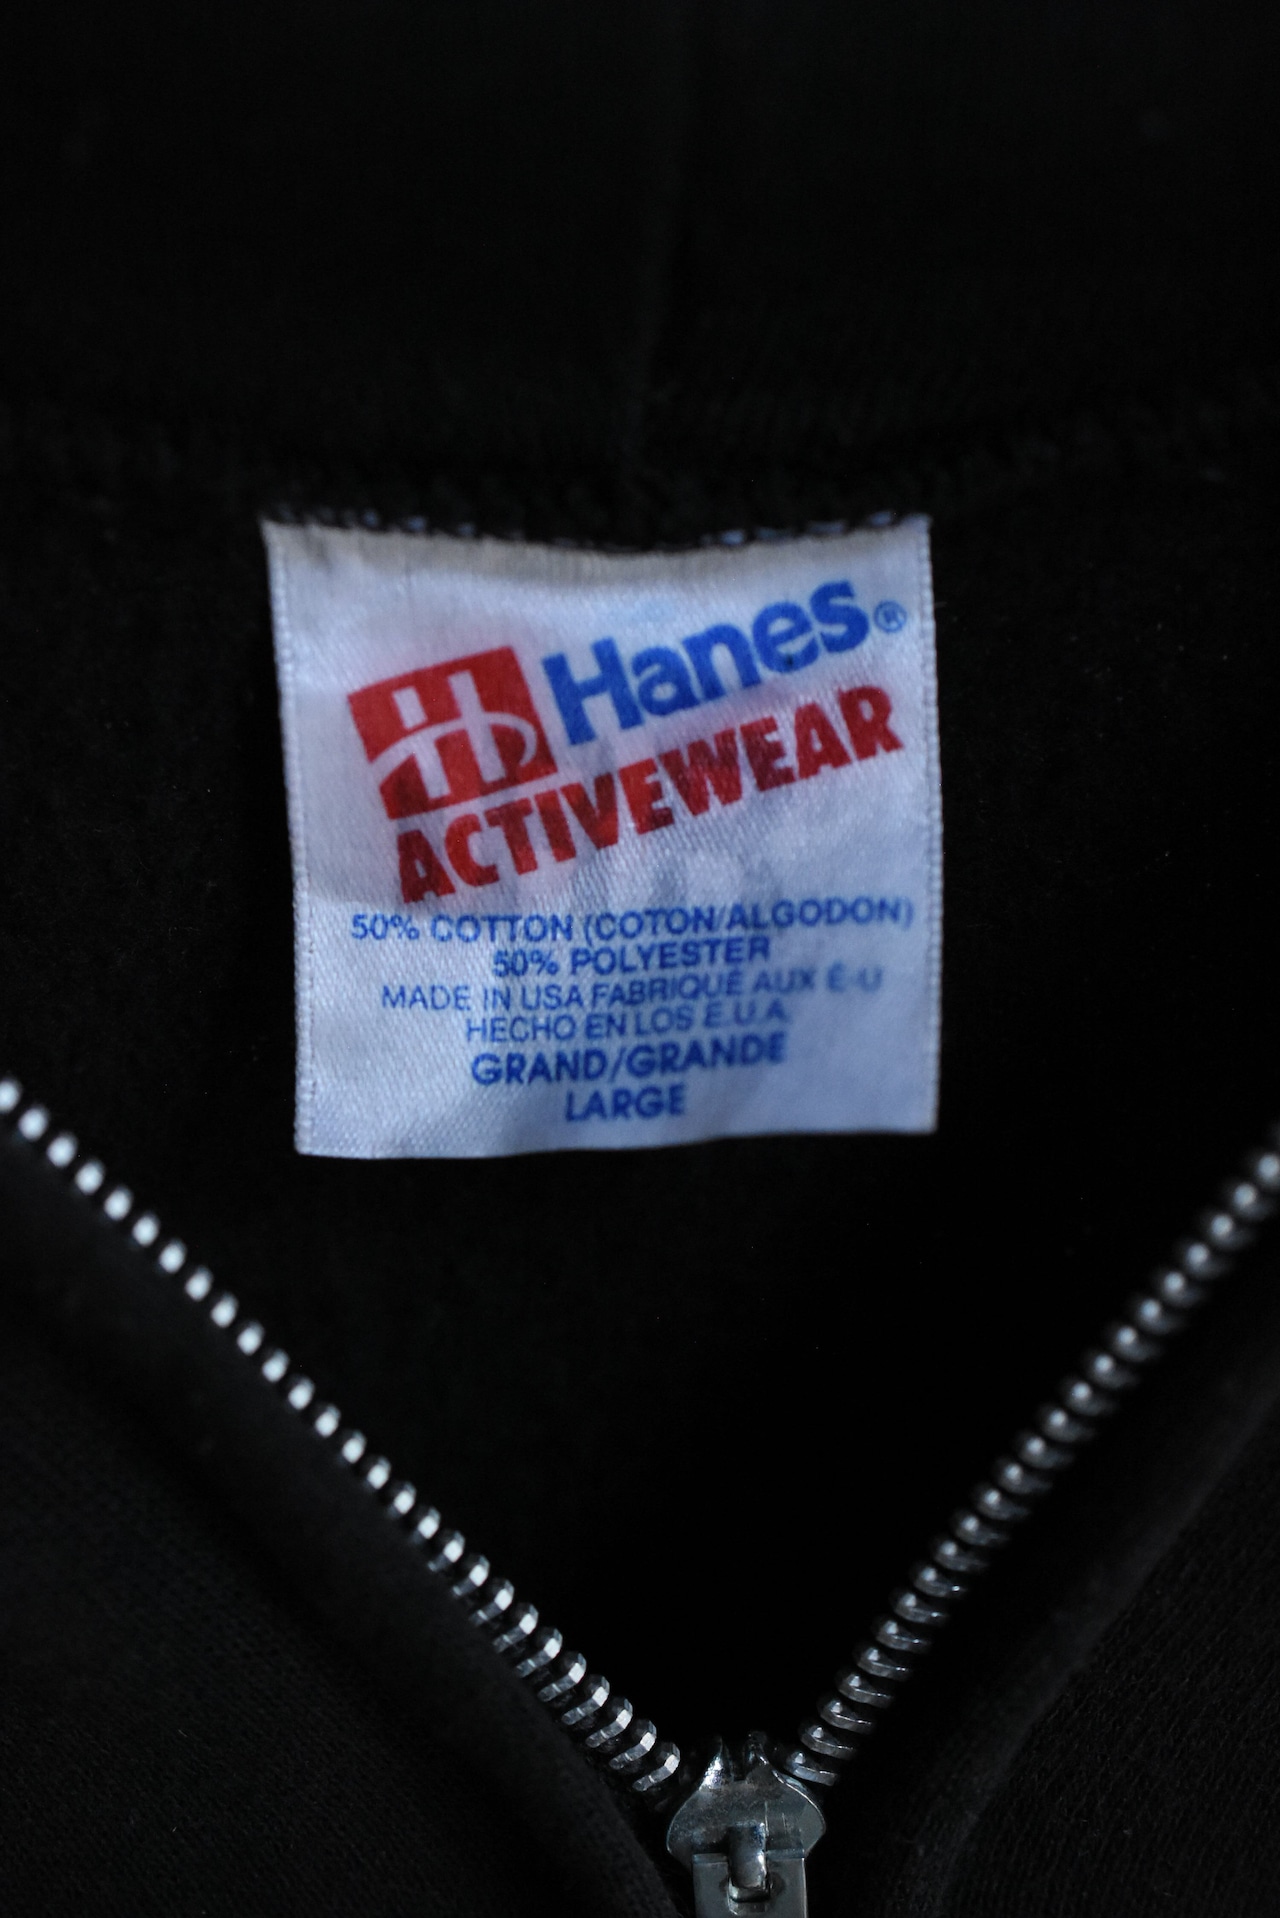 Hanes®
ACTIVEWEAR
50% COTTON (COTON/ALGODON)
50% POLYESTER
MADE IN USA FABRIQUÉ AUX É-U
HECHO EN LOS E.U.A.
GRAND/GRANDE
LARGE